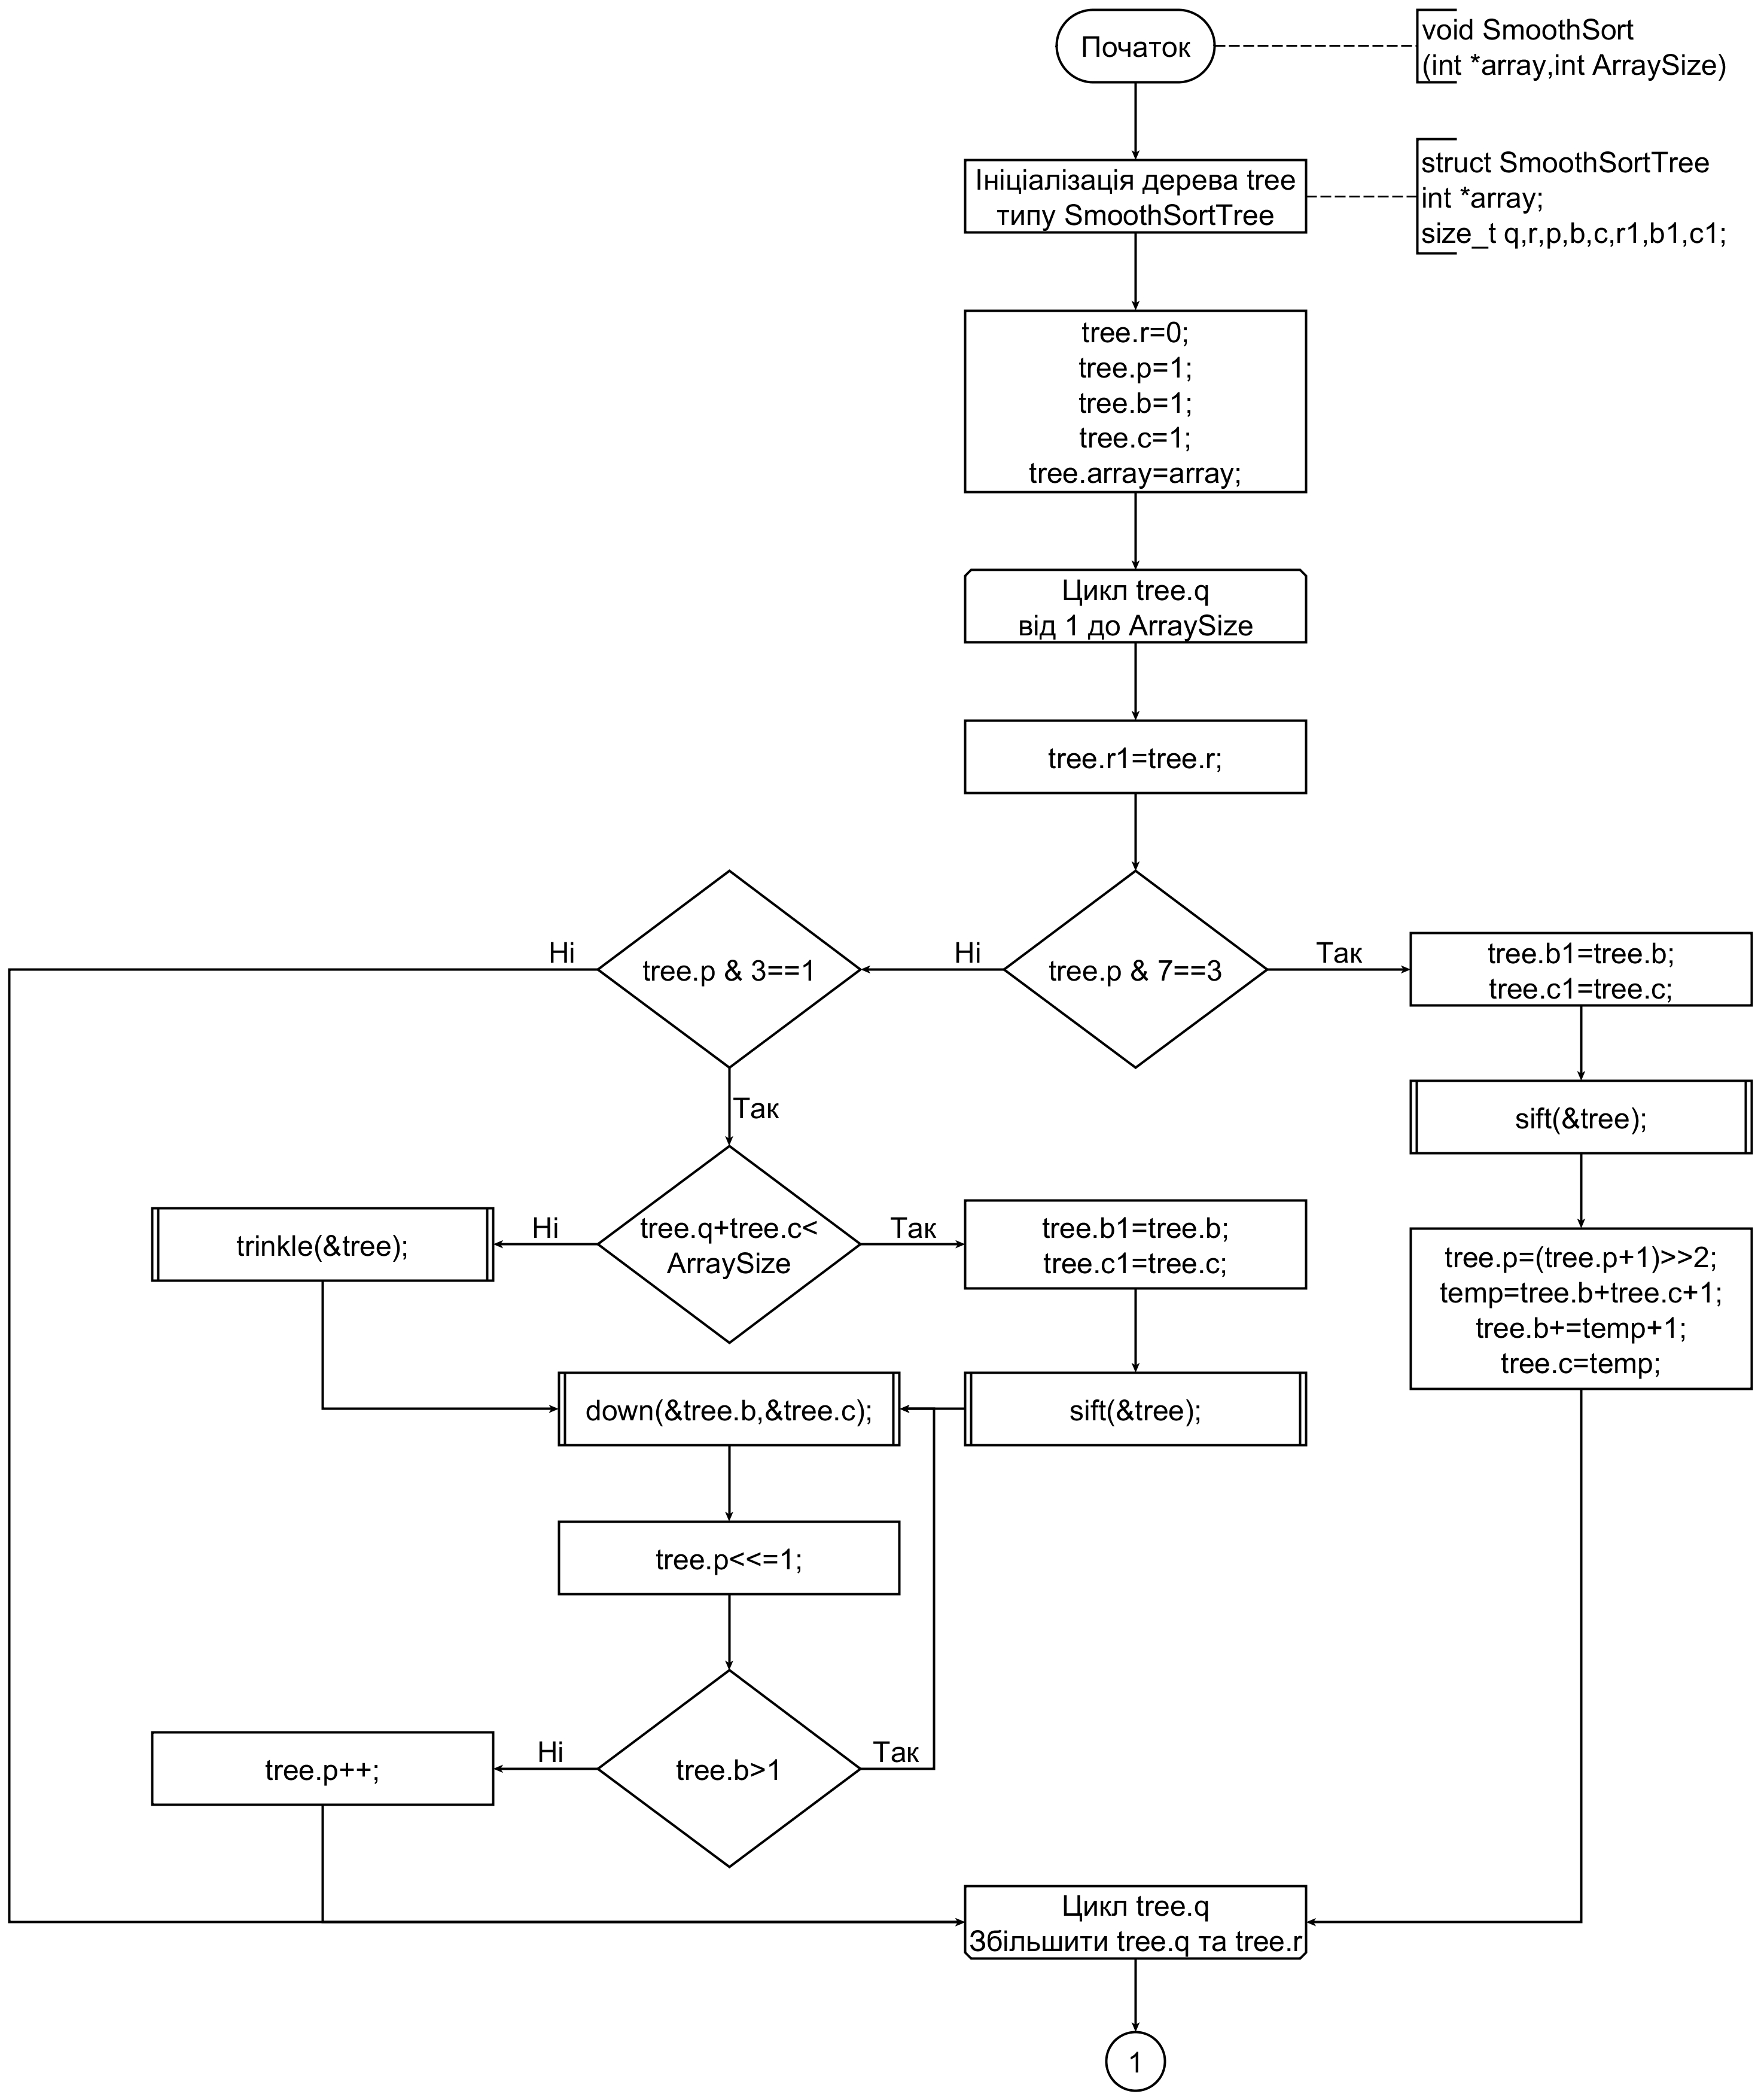 Початок
void SmoothSort
(int *array,int ArraySize)
Ініціалізація дерева tree
типу SmoothSortTree
struct SmoothSortTree
int *array;
size_t q,r,p,b,c,r1,b1,c1;
tree.r=0;
tree.p=1;
tree.b=1;
tree.c=1;
tree.array=array;
Цикл tree.q
від 1 до ArraySize
tree.r1=tree.r;
tree.p & 7==3
Ні
Так
tree.p & 3==1
Ні
Так
tree.b1=tree.b;
tree.c1=tree.c;
sift(&tree);
tree.p=(tree.p+1)>>2;
temp=tree.b+tree.c+1;
tree.b+=temp+1;
tree.c=temp;
tree.q+tree.c<
ArraySize
Ні
Так
trinkle(&tree);
tree.b1=tree.b;
tree.c1=tree.c;
sift(&tree);
down(&tree.b,&tree.c);
tree.p<<=1;
tree.b>1
Ні
Так
tree.p++;
Цикл tree.q
Збільшити tree.q та tree.r
1